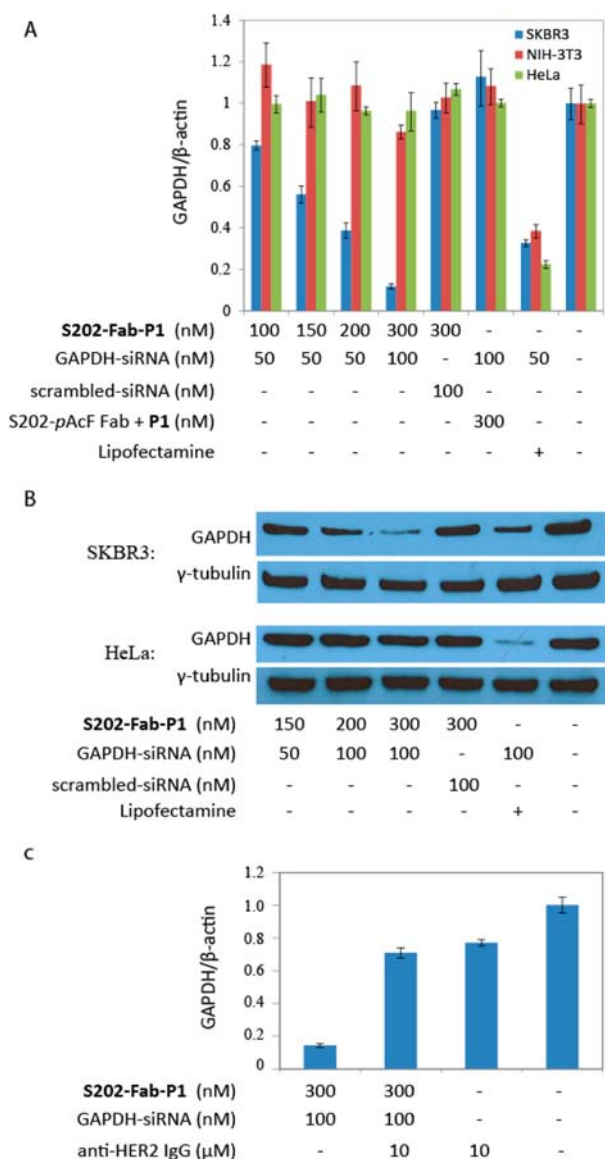 A
SKBR3
NIH-3T3
HeLa
GAPDH/β-actin
1.4
1.2
1
0.8
0.6
0.4
0.2
0
S202-Fab-P1 (nM) 100 150 200 300 300 - - -
GAPDH-siRNA (nM) 50 50 50 100 - 100 50 -
scrambled-siRNA (nM) - - - - 100 - - -
S202-pAcF Fab + P1 (nM) - - - - - 300 - -
Lipofectamine - - - - - - + -
B
SKBR3:
GAPDH
γ-tubulin
HeLa:
GAPDH
γ-tubulin
S202-Fab-P1 (nM) 150 200 300 300 - -
GAPDH-siRNA (nM) 50 100 100 - 100 -
scrambled-siRNA (nM) - - - 100 - -
Lipofectamine - - - - + -
C
GAPDH/β-actin
1.2
1.0
0.8
0.6
0.4
0.2
0
S202-Fab-P1 (nM) 300 300 - -
GAPDH-siRNA (nM) 100 100 - -
anti-HER2 IgG (μM) - 10 10 -